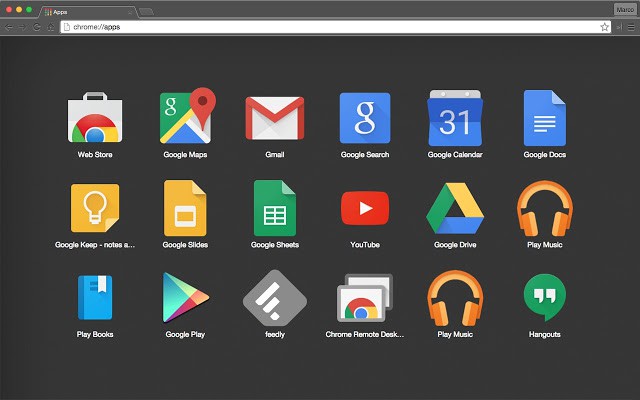 Apps
Marco
chrome://apps
Web Store
Google Maps
Gmail
Google Search
31
Google Calendar
Google Docs
Google Keep - notes a...
Google Slides
Google Sheets
YouTube
Google Drive
Play Music
Play Books
Google Play
feedly
Chrome Remote Desk...
Play Music
Hangouts